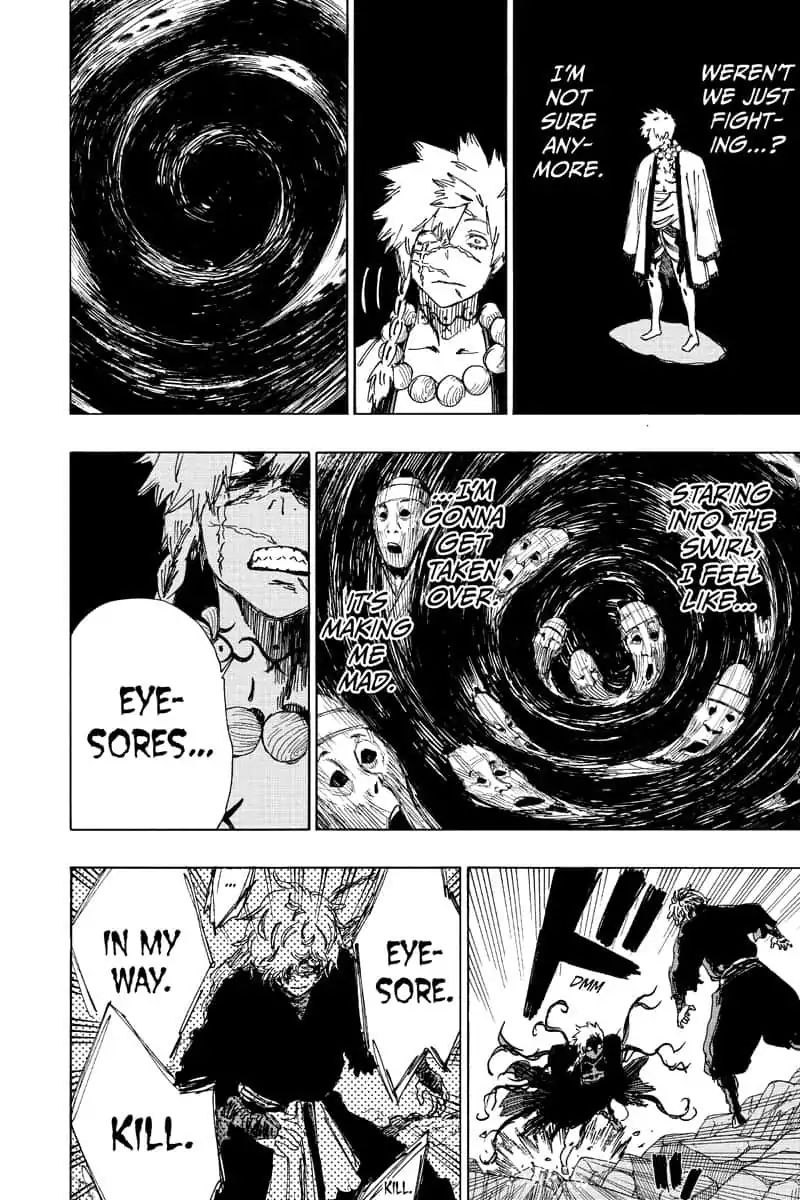 WEREN'T
WE JUST
FIGHT-
ING...?
I'M
NOT
SURE
ANY-
MORE.
STARING
INTO THE
SWIRL,
I FEEL
LIKE...
...I'M
GONNA
GET
TAKEN
OVER.
IT'S
MAKING
ME
MAD.
EYE-
SORES...
DMM
EYE-
SORE.
...
IN MY
WAY.
KILL.
KILL.